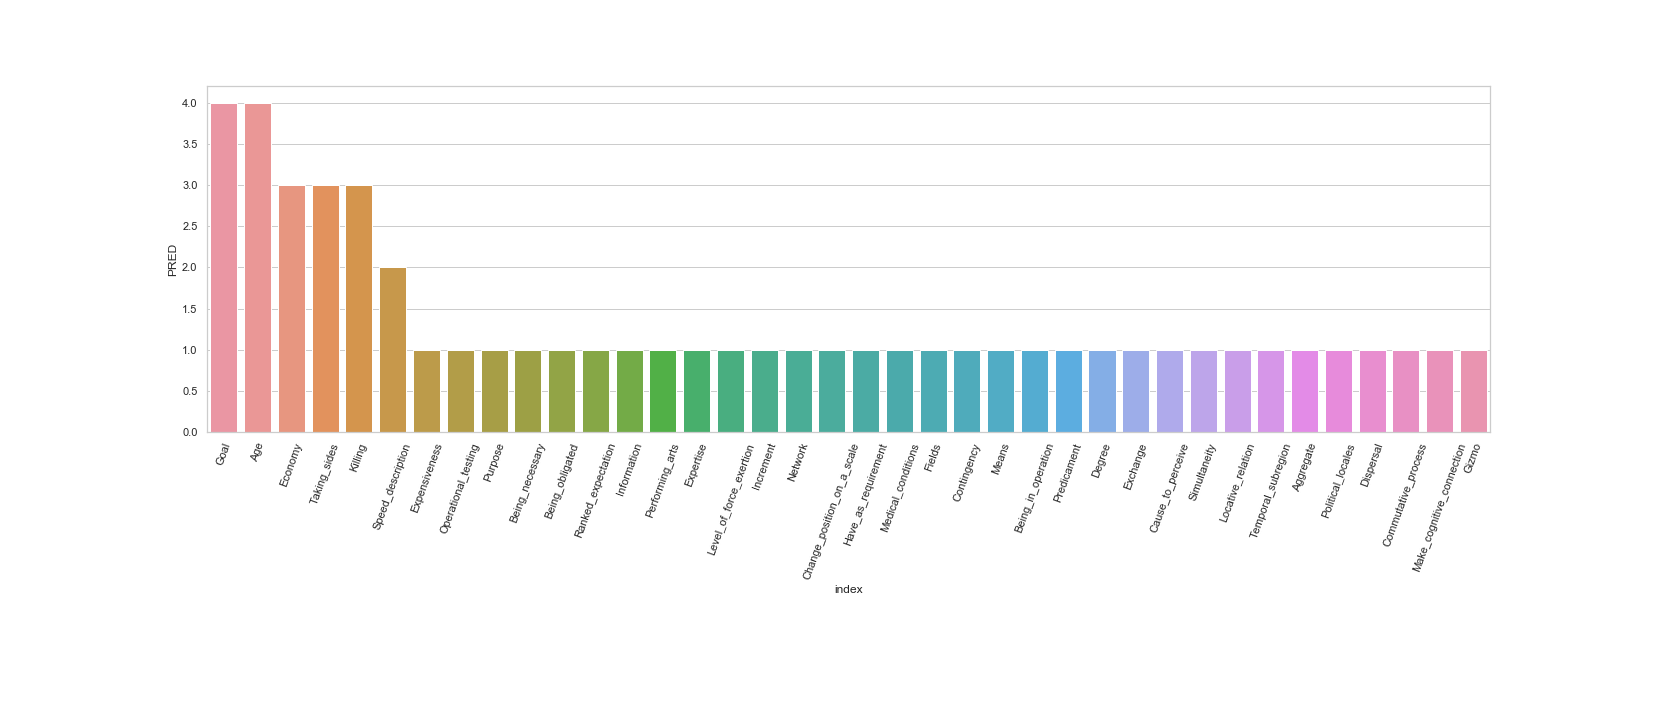 4.0
3.5
3.0
2.5
2.0
1.5
1.0
0.5
0.0
PRED
Goal
Age
Economy
Taking_sides
Killing
Speed_description
Expensiveness
Operational_testing
Purpose
Being_necessary
Being_obligated
Ranked_expectation
Information
Performing_arts
Expertise
Level_of_force_exertion
Increment
Network
Change_position_on_a_scale
Have_as_requirement
Medical_conditions
Fields
Contingency
Means
Being_in_operation
Predicament
Degree
Exchange
Cause_to_perceive
Simultaneity
Locative_relation
Temporal_subregion
Aggregate
Political_locales
Dispersal
Commutative_process
Make_cognitive_connection
Gizmo
index